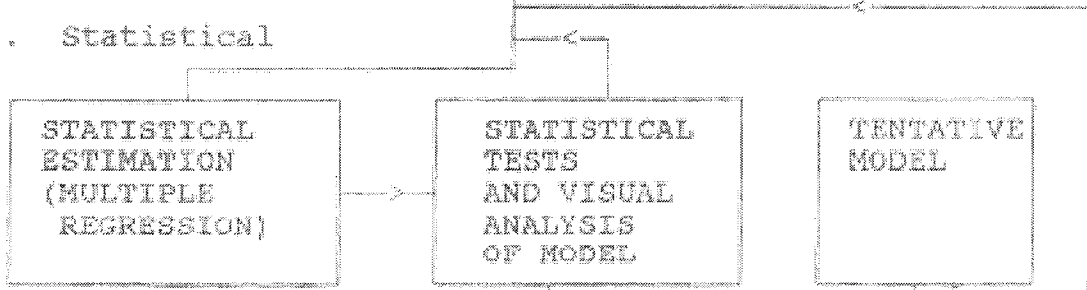 . Statistical
STATISTICAL
ESTIMATION
(MULTIPLE
REGRESSION)
STATISTICAL
TESTS
AND VISUAL
ANALYSIS
OF MODEL
TENTATIVE
MODEL